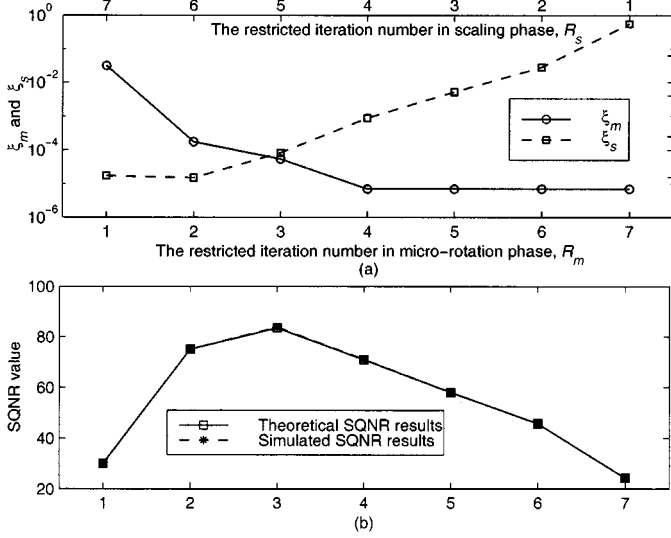 7 6 5 4 3 2 1
The restricted iteration number in scaling phase, R_s
10^0
10^-2
10^-4
10^-6
ξ_m and ξ_s
ξ_m
ξ_s
1 2 3 4 5 6 7
The restricted iteration number in micro-rotation phase, R_m
(a)
100
80
60
40
20
SQNR value
Theoretical SQNR results
Simulated SQNR results
1 2 3 4 5 6 7
(b)